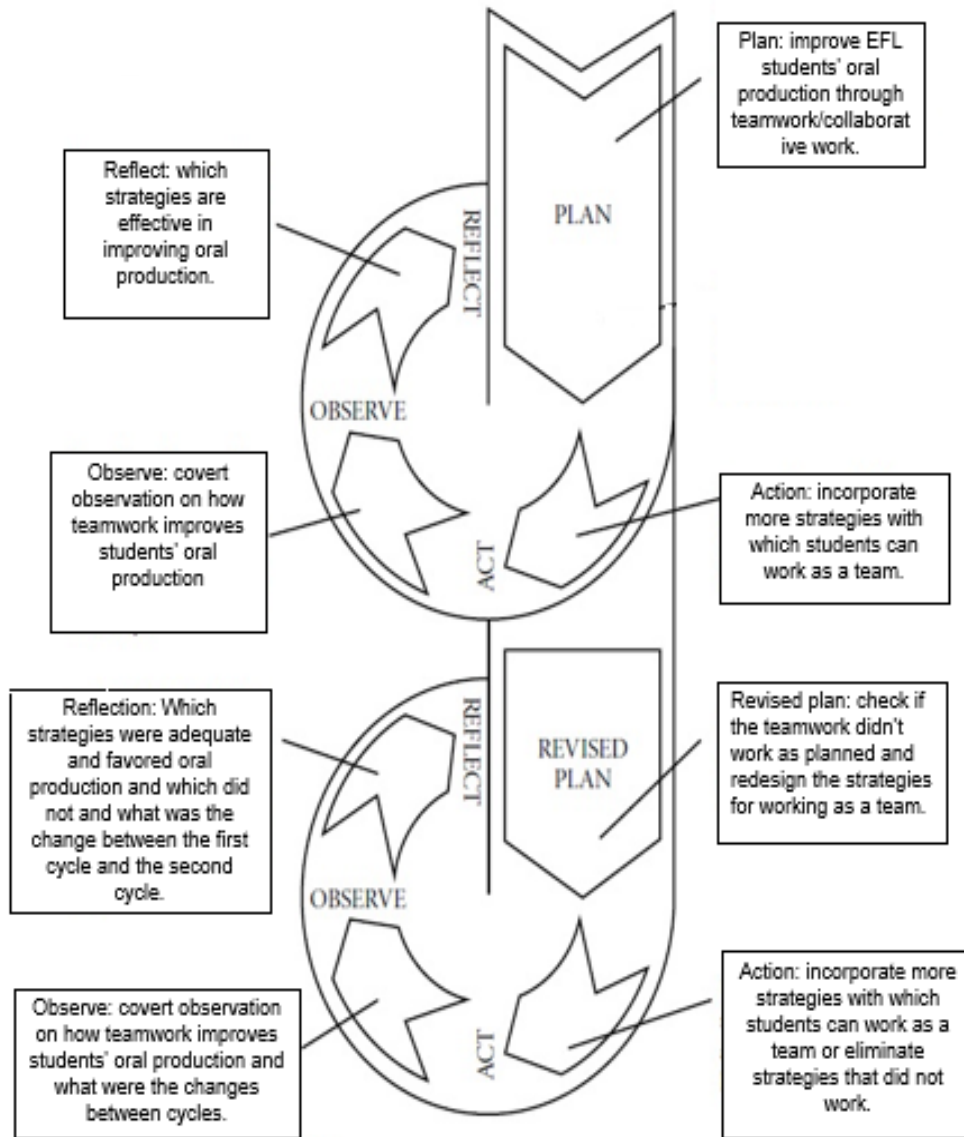 Plan: improve EFL
students' oral
production through
teamwork/collaborat
ive work.
PLAN
Reflect: which
strategies are
effective in
improving oral
production.
REFLECT
OBSERVE
Observe: covert
observation on how
teamwork improves
students' oral
production
ACT
Action: incorporate
more strategies with
which students can
work as a team.
REVISED
PLAN
Revised plan: check if
the teamwork didn't
work as planned and
redesign the strategies
for working as a team.
Reflection: Which
strategies were adequate
and favored oral
production and which did
not and what was the
change between the first
cycle and the second
cycle.
REFLECT
OBSERVE
Observe: covert observation
on how teamwork improves
students' oral production and
what were the changes
between cycles.
ACT
Action: incorporate more
strategies with which
students can work as a
team or eliminate
strategies that did not
work.